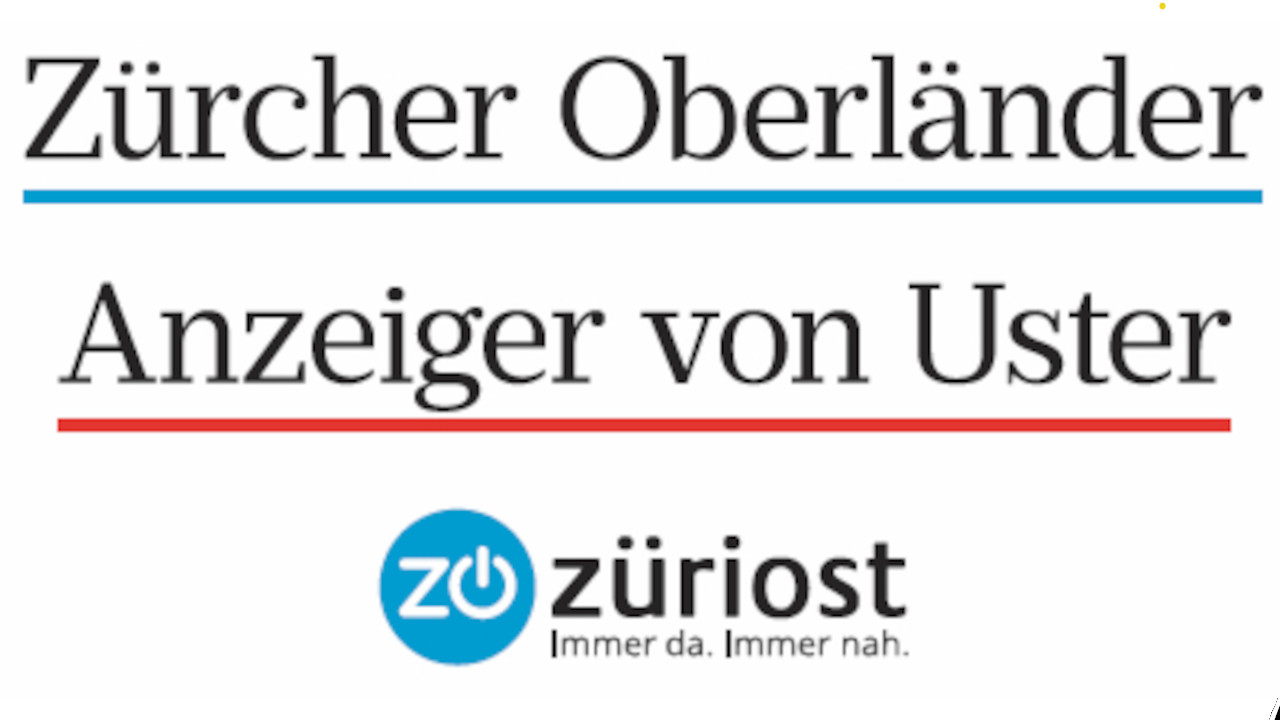 Zürcher Oberländer
Anzeiger von Uster
ZO züriost
Immer da. Immer nah.